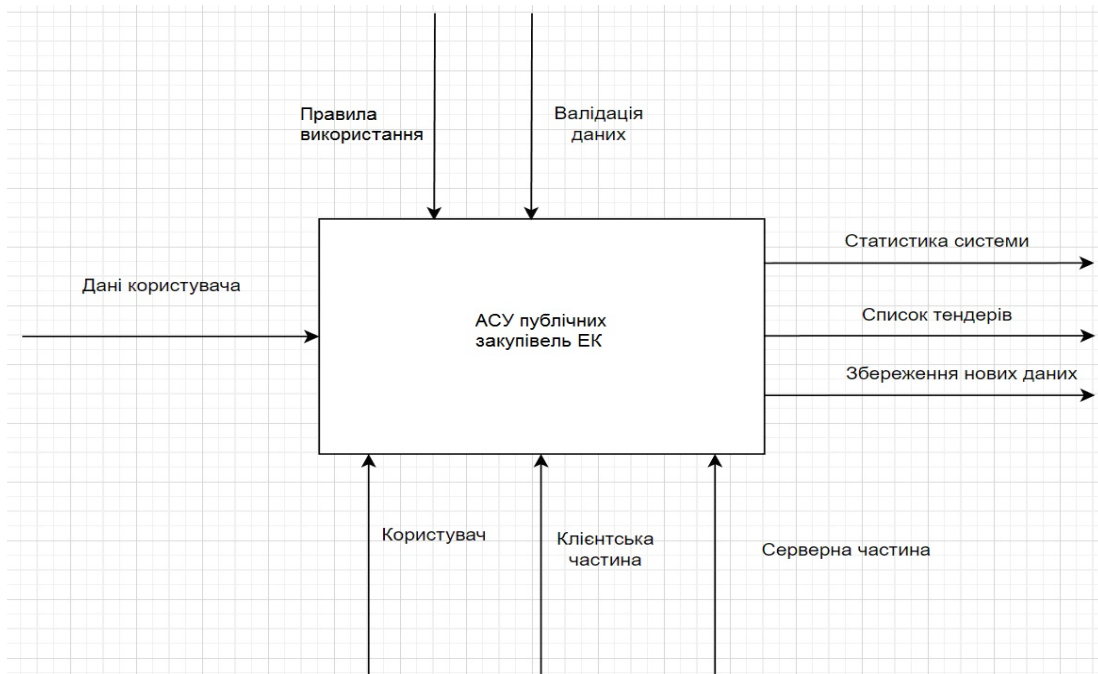 Правила
використання
Валідація
даних
Статистика системи
Дані користувача
Список тендерів
АСУ публічних
закупівель ЕК
Збереження нових даних
Користувач
Клієнтська
частина
Серверна частина